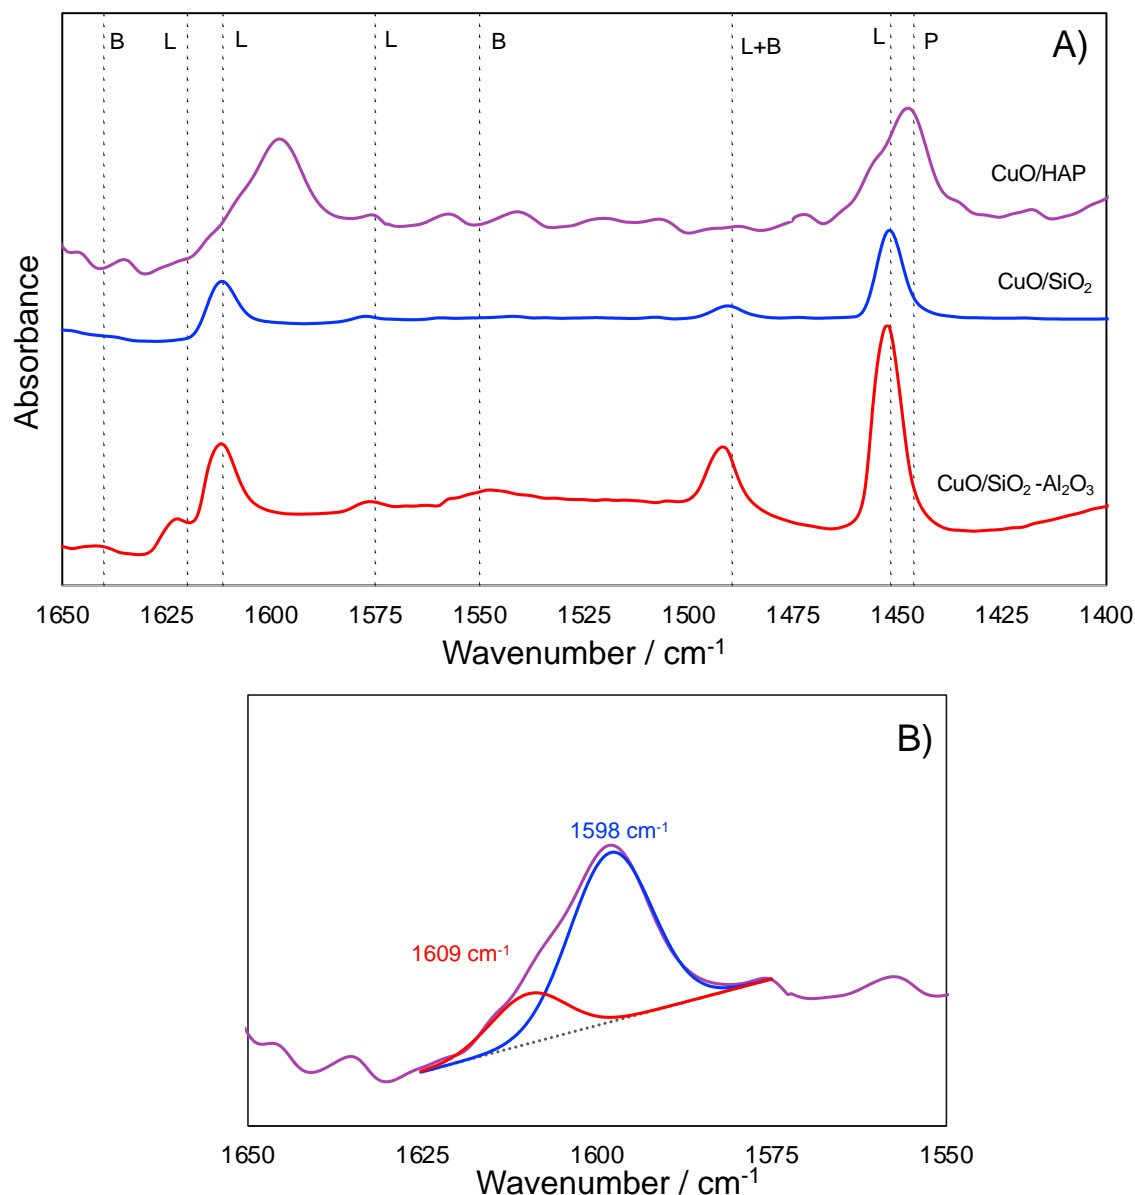 B L L L B L+B L P A)
CuO/HAP
CuO/SiO₂
CuO/SiO₂ -Al₂O₃
Absorbance
1650 1625 1600 1575 1550 1525 1500 1475 1450 1425 1400
Wavenumber / cm⁻¹
B)
1598 cm⁻¹
1609 cm⁻¹
1650 1625 1600 1575 1550
Wavenumber / cm⁻¹